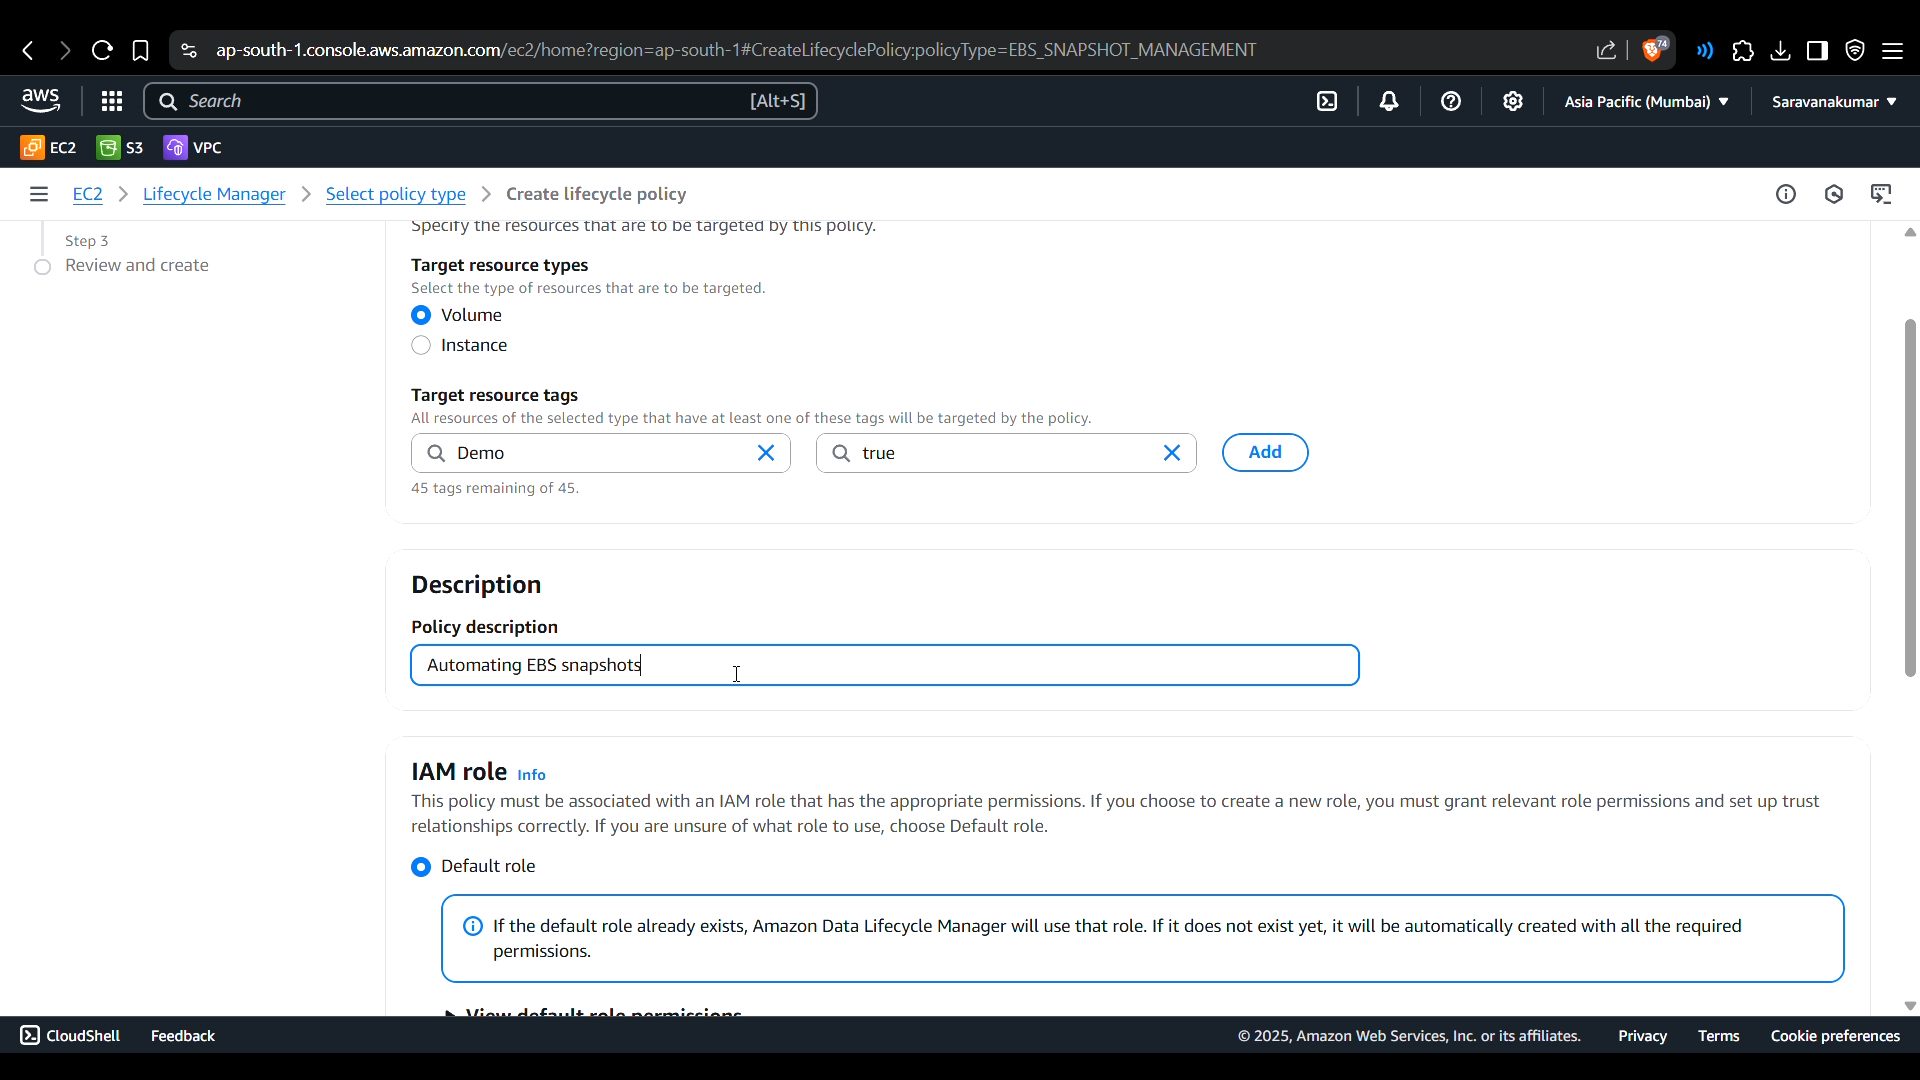 ap-south-1.console.aws.amazon.com/ec2/home?region=ap-south-1#CreateLifecyclePolicy:policyType=EBS_SNAPSHOT_MANAGEMENT
74
aws
Search
[Alt+S]
Asia Pacific (Mumbai)
Saravanakumar
EC2
S3
VPC
EC2
Lifecycle Manager
Select policy type
Create lifecycle policy
Step 3
Review and create
Specify the resources that are to be targeted by this policy.
Target resource types
Select the type of resources that are to be targeted.
Volume
Instance
Target resource tags
All resources of the selected type that have at least one of these tags will be targeted by the policy.
Demo
true
Add
45 tags remaining of 45.
Description
Policy description
Automating EBS snapshots
IAM role Info
This policy must be associated with an IAM role that has the appropriate permissions. If you choose to create a new role, you must grant relevant role permissions and set up trust
relationships correctly. If you are unsure of what role to use, choose Default role.
Default role
If the default role already exists, Amazon Data Lifecycle Manager will use that role. If it does not exist yet, it will be automatically created with all the required
permissions.
View default role permissions
CloudShell
Feedback
© 2025, Amazon Web Services, Inc. or its affiliates.
Privacy
Terms
Cookie preferences